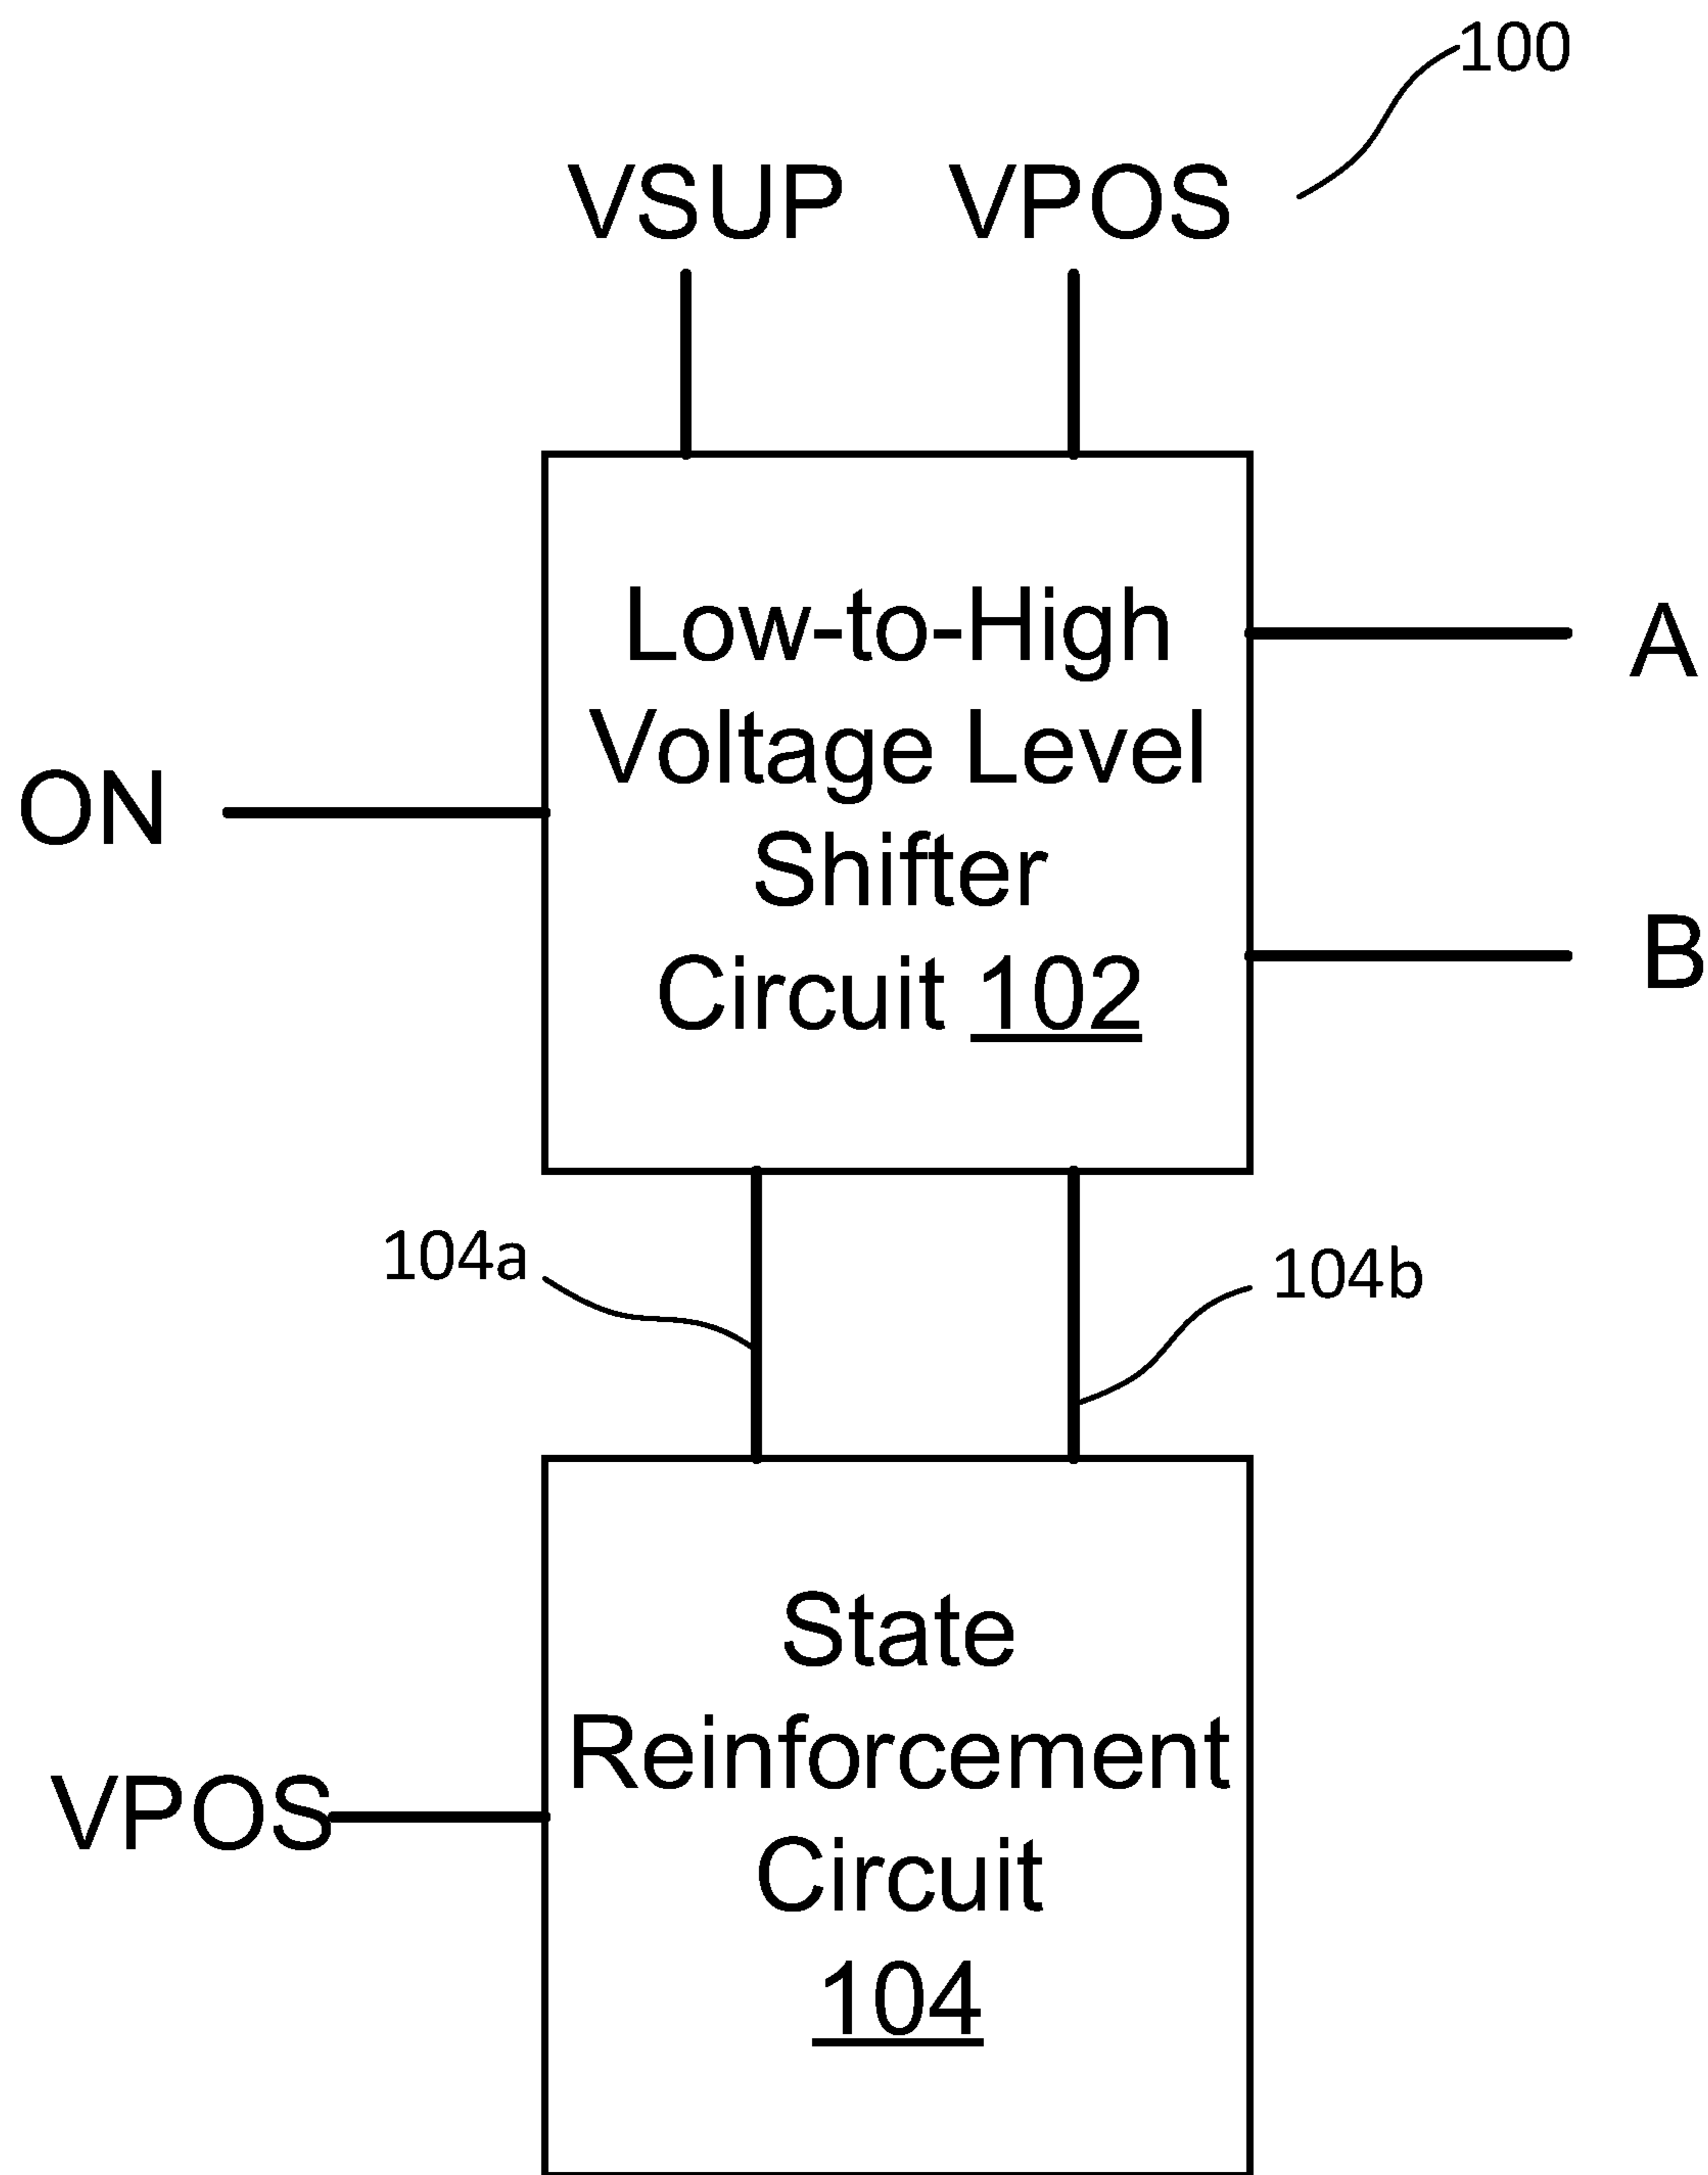 100
VSUP VPOS
Low-to-High
Voltage Level
Shifter
Circuit 102
ON
A
B
104a
104b
State
Reinforcement
Circuit
104
VPOS